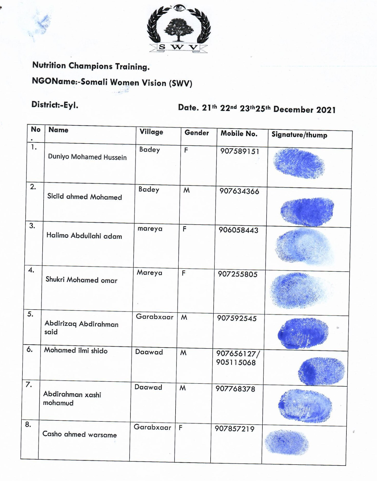 S W V
Nutrition Champions Training.
NGOName:-Somali Women Vision (SWV)
District:-Eyl.
Date. 21th 22nd 23th25th December 2021
No. Name Village Gender Mobile No. Signature/thump
1. Duniyo Mohamed Hussein Badey F 907589151
2. Siciid ahmed Mohamed Badey M 907634366
3. Halimo Abdullahi adam mareya F 906058443
4. Shukri Mohamed omar Mareya F 907255805
5. Abdirizaq Abdirahman said Garabxaar M 907592545
6. Mohamed ilmi shido Daawad M 907656127/ 905115068
7. Abdirahman xashi mohamud Daawad M 907768378
8. Casho ahmed warsame Garabxaar F 907857219